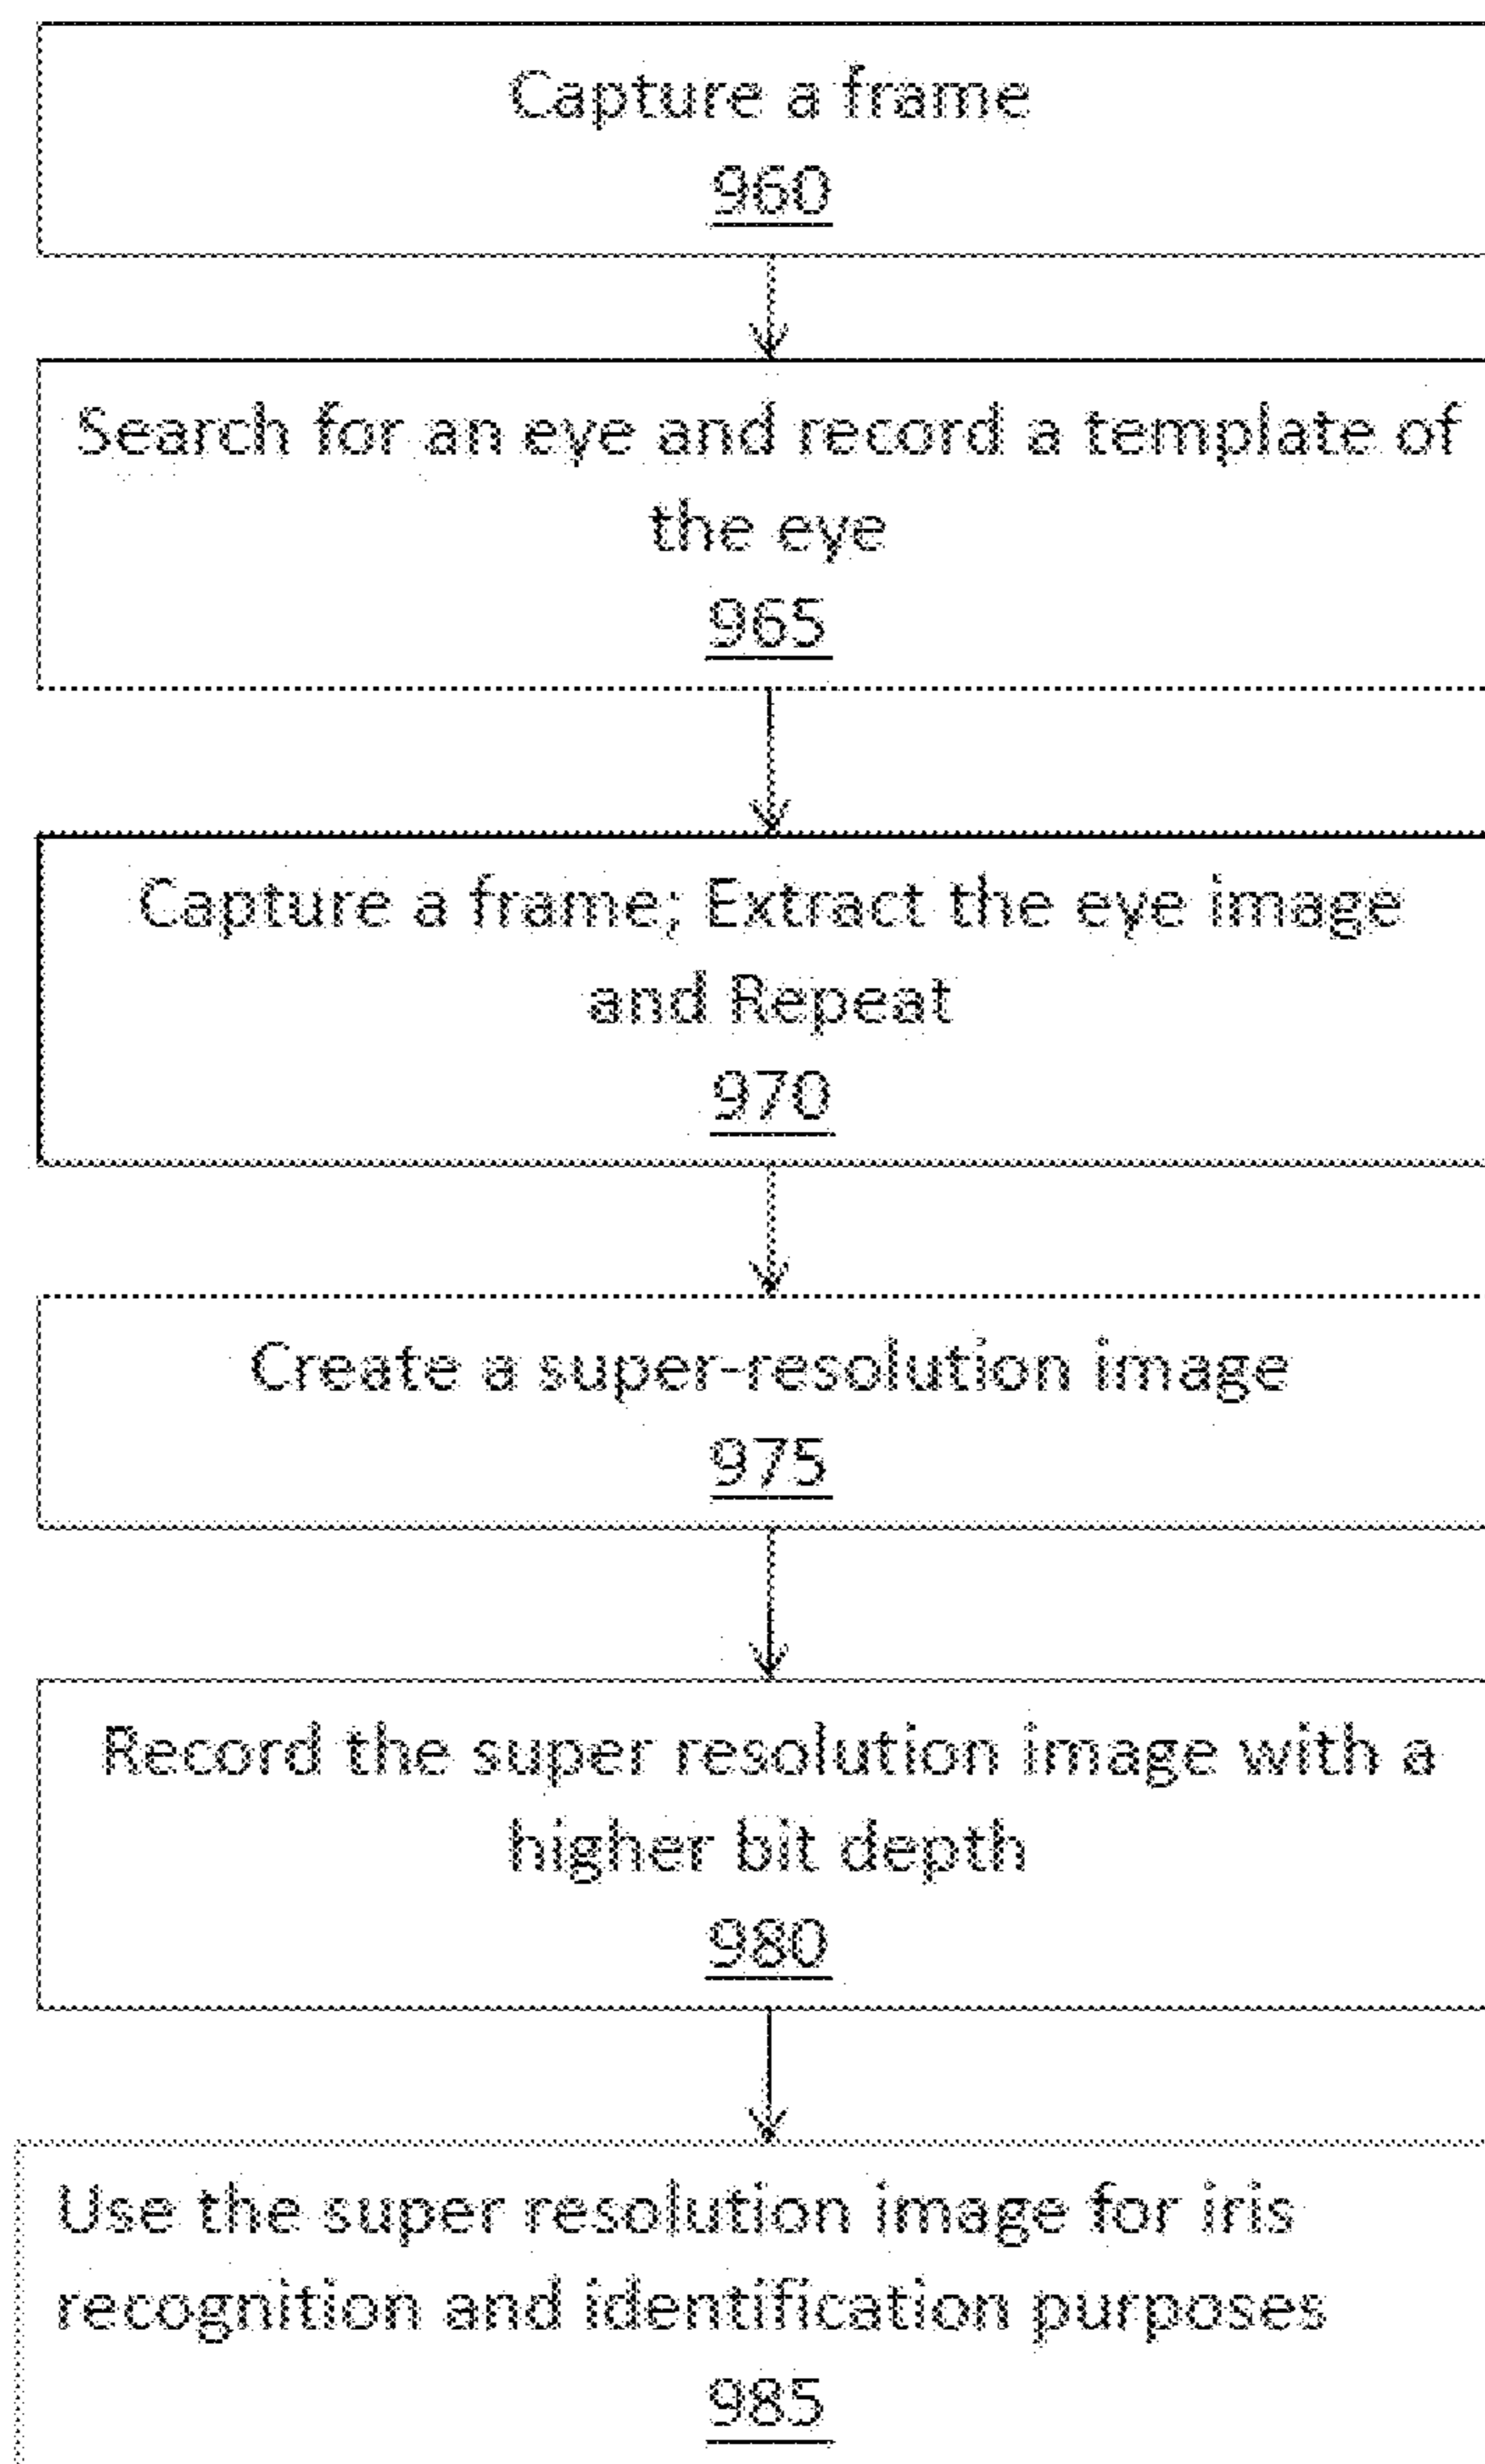 Capture a frame
960
Search for an eye and record a template of
the eye
965
Capture a frame; Extract the eye image
and Repeat
970
Create a super-resolution image
975
Record the super resolution image with a
higher bit depth
980
Use the super resolution image for iris
recognition and identification purposes
985